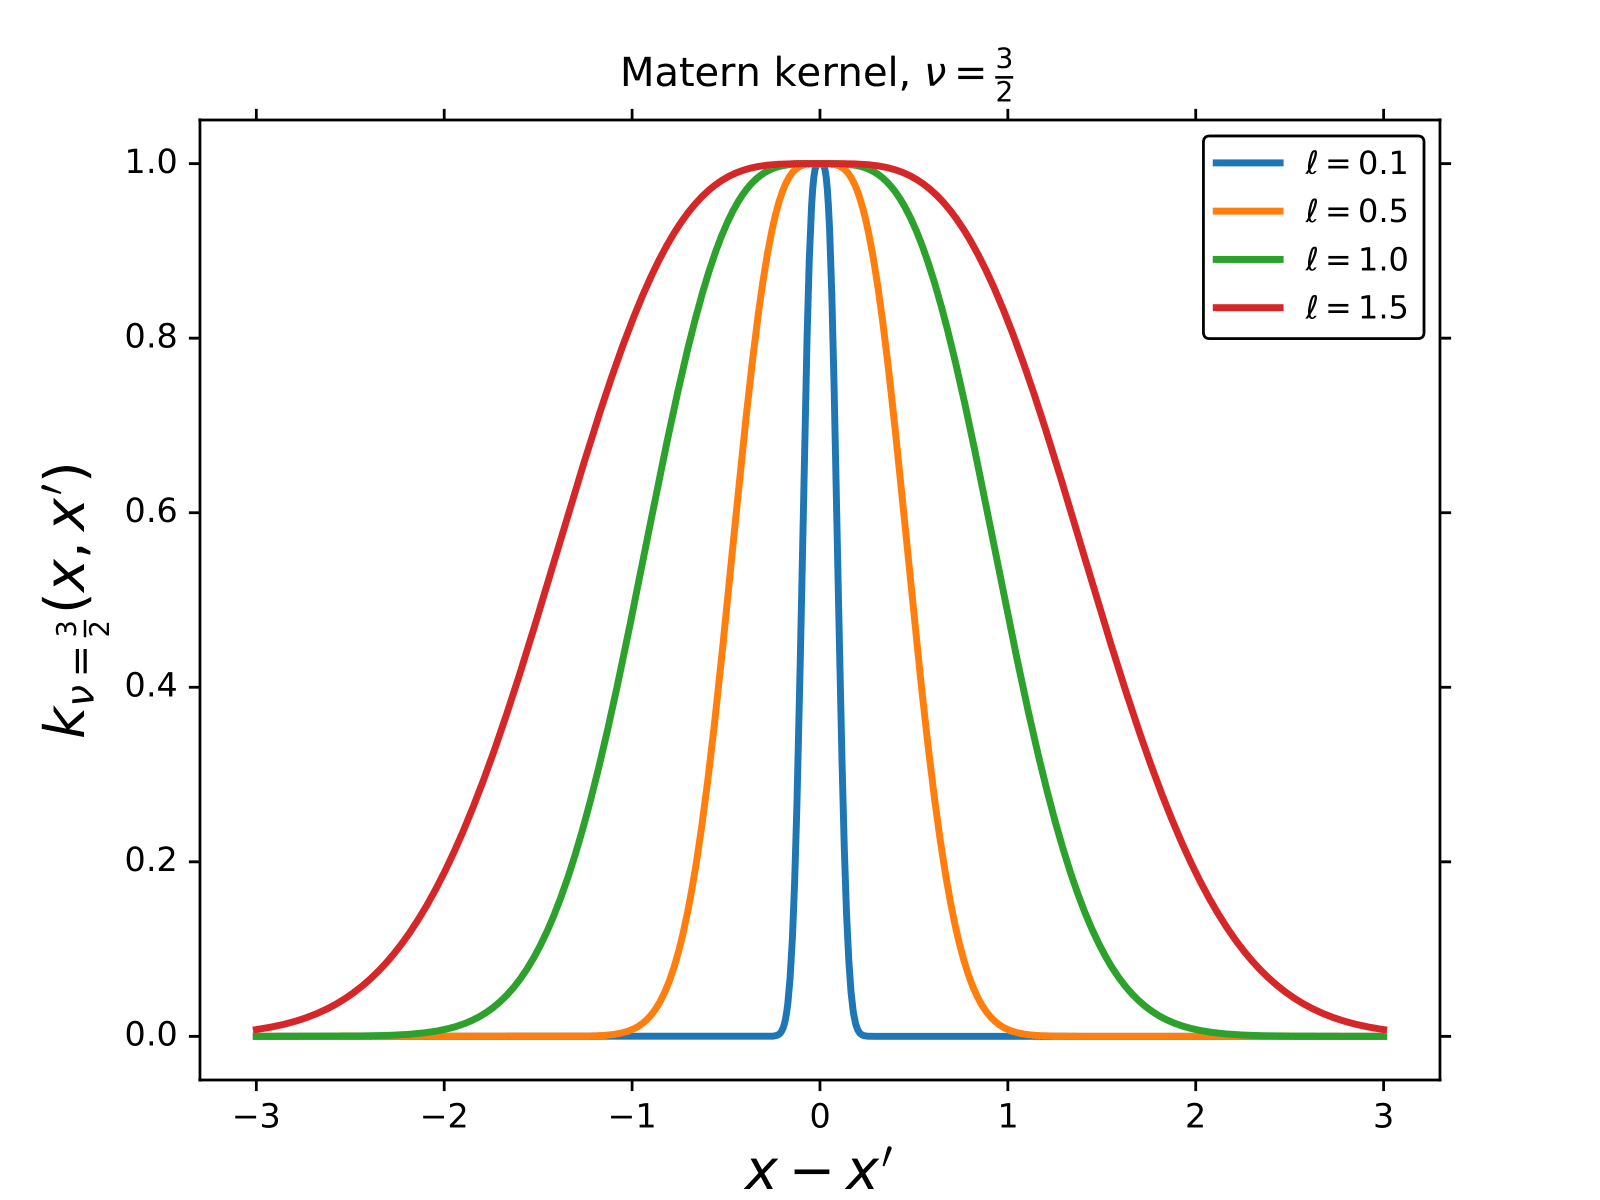 Matern kernel, ν = 3/2
ℓ = 0.1
ℓ = 0.5
ℓ = 1.0
ℓ = 1.5
k_{ν = 3/2}(x, x′)
1.0
0.8
0.6
0.4
0.2
0.0
−3 −2 −1 0 1 2 3
x − x′